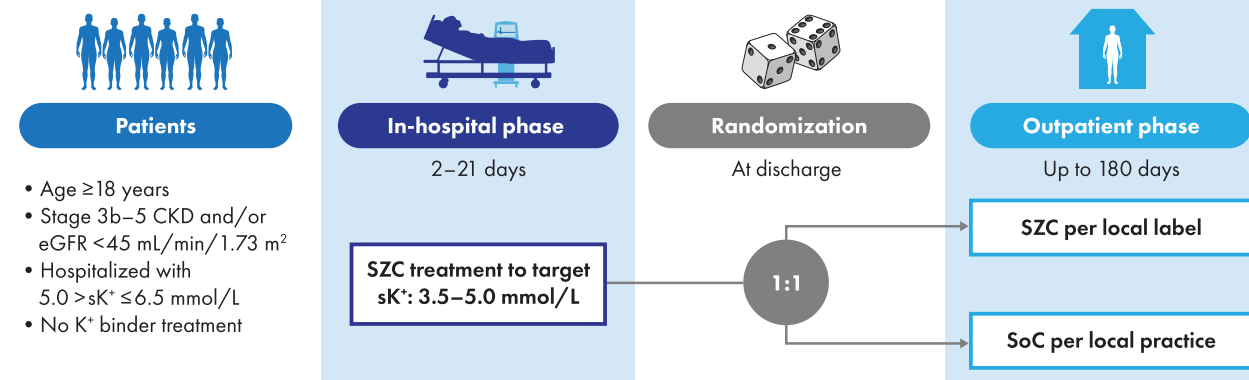 Patients
• Age ≥18 years
• Stage 3b–5 CKD and/or
eGFR <45 mL/min/1.73 m²
• Hospitalized with
5.0 >sK⁺ ≤6.5 mmol/L
• No K⁺ binder treatment
In-hospital phase
2–21 days
SZC treatment to target
sK⁺: 3.5–5.0 mmol/L
Randomization
At discharge
1:1
Outpatient phase
Up to 180 days
SZC per local label
SoC per local practice